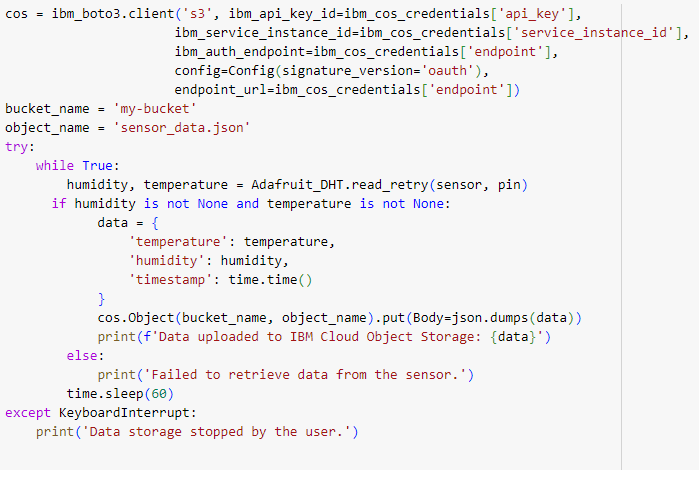 cos = ibm_boto3.client('s3', ibm_api_key_id=ibm_cos_credentials['api_key'],
                      ibm_service_instance_id=ibm_cos_credentials['service_instance_id'],
                      ibm_auth_endpoint=ibm_cos_credentials['endpoint'],
                      config=Config(signature_version='oauth'),
                      endpoint_url=ibm_cos_credentials['endpoint'])
bucket_name = 'my-bucket'
object_name = 'sensor_data.json'
try:
    while True:
        humidity, temperature = Adafruit_DHT.read_retry(sensor, pin)
      if humidity is not None and temperature is not None:
            data = {
                'temperature': temperature,
                'humidity': humidity,
                'timestamp': time.time()
            }
            cos.Object(bucket_name, object_name).put(Body=json.dumps(data))
            print(f'Data uploaded to IBM Cloud Object Storage: {data}')
        else:
            print('Failed to retrieve data from the sensor.')
        time.sleep(60)
except KeyboardInterrupt:
    print('Data storage stopped by the user.')